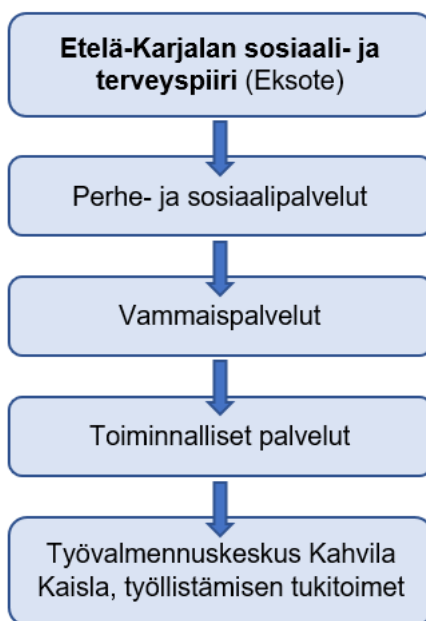 Etelä-Karjalan sosiaali- ja
terveyspiiri (Eksote)
Perhe- ja sosiaalipalvelut
Vammaispalvelut
Toiminnalliset palvelut
Työvalmennuskeskus Kahvila
Kaisla, työllistämisen tukitoimet